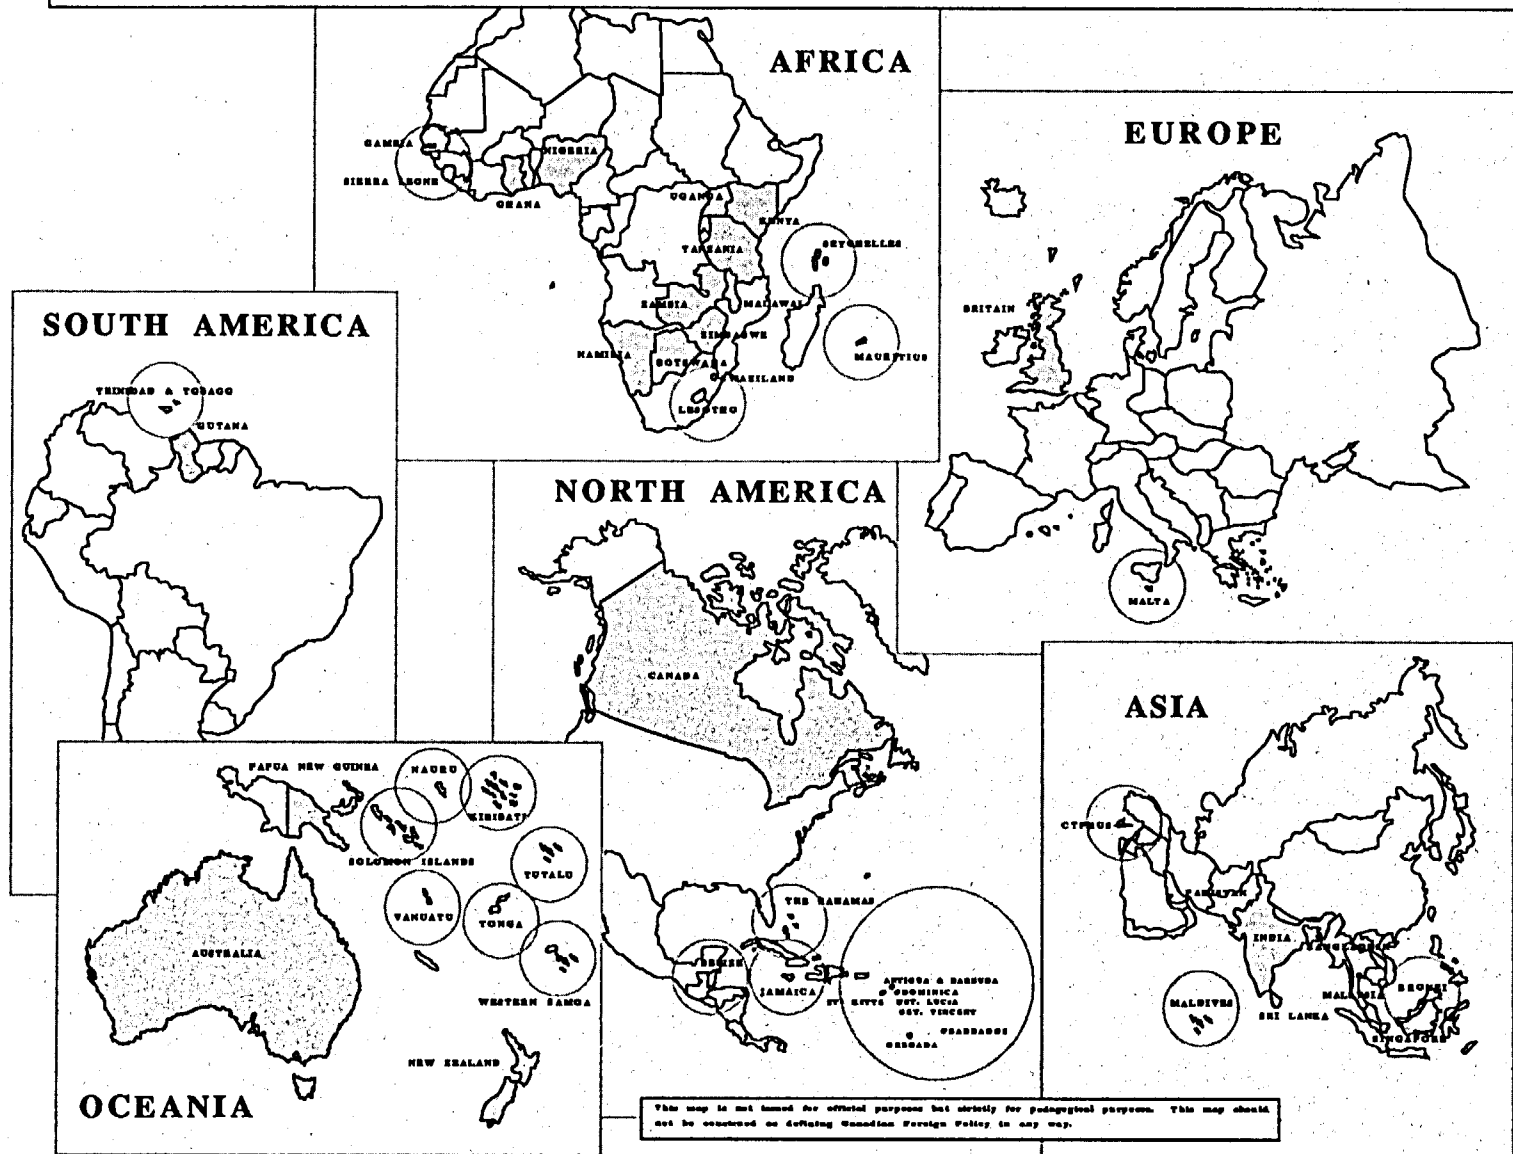 AFRICA
GAMBIA
SIERRA LEONE
GHANA
NIGERIA
UGANDA
KENYA
TANZANIA
SEYCHELLES
ZAMBIA
MALAWI
ZIMBABWE
MAURITIUS
NAMIBIA
BOTSWANA
SWAZILAND
LESOTHO
EUROPE
BRITAIN
MALTA
SOUTH AMERICA
TRINIDAD & TOBAGO
GUYANA
NORTH AMERICA
CANADA
THE BAHAMAS
BELIZE
JAMAICA
ANTIGUA & BARBUDA
DOMINICA
ST. KITTS
ST. LUCIA
ST. VINCENT
BARBADOS
GRENADA
ASIA
CYPRUS
PAKISTAN
INDIA
BANGLADESH
MALDIVES
SRI LANKA
MALAYSIA
BRUNEI
SINGAPORE
PAPUA NEW GUINEA
NAURU
KIRIBATI
SOLOMON ISLANDS
TUVALU
VANUATU
TONGA
WESTERN SAMOA
AUSTRALIA
NEW ZEALAND
OCEANIA
This map is not issued for official purposes but strictly for pedagogical purposes. This map should
not be construed as defining Canadian Foreign Policy in any way.